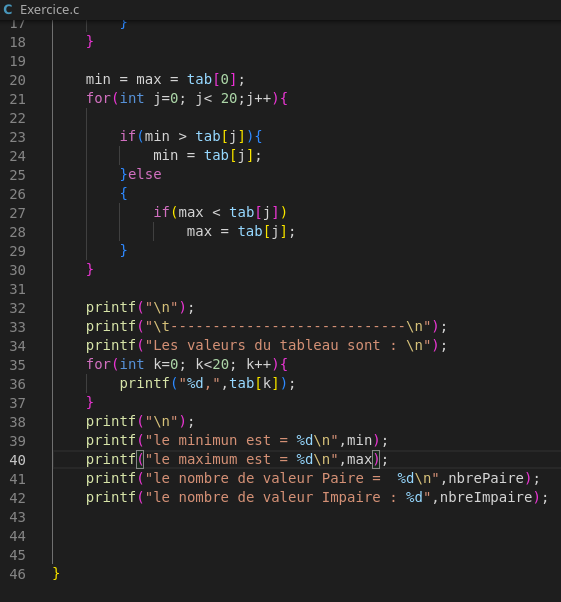 C Exercice.c
17 }
18 }
19
20 min = max = tab[0];
21 for(int j=0; j< 20;j++){
22
23 if(min > tab[j]){
24 min = tab[j];
25 }else
26 {
27 if(max < tab[j])
28 max = tab[j];
29 }
30 }
31
32 printf("\n");
33 printf("\t----------------------------\n");
34 printf("Les valeurs du tableau sont : \n");
35 for(int k=0; k<20; k++){
36 printf("%d,",tab[k]);
37 }
38 printf("\n");
39 printf("le minimun est = %d\n",min);
40 printf("le maximum est = %d\n",max);
41 printf("le nombre de valeur Paire =  %d\n",nbrePaire);
42 printf("le nombre de valeur Impaire : %d",nbreImpaire);
43
44
45
46 }